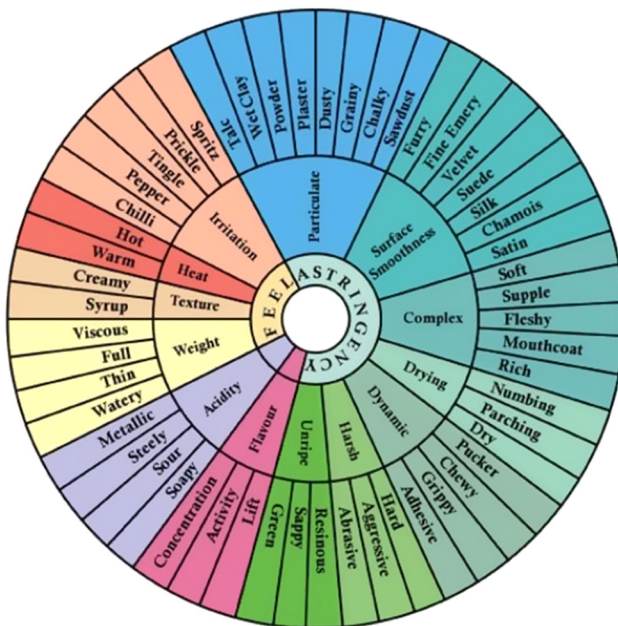 FEEL
ASTRINGENCY
Particulate
Talc
Wet Clay
Powder
Plaster
Dusty
Grainy
Chalky
Sawdust
Surface
Smoothness
Furry
Fine Emery
Velvet
Suede
Silk
Chamois
Satin
Complex
Soft
Supple
Fleshy
Mouthcoat
Rich
Drying
Numbing
Parching
Dry
Dynamic
Pucker
Chewy
Grippy
Adhesive
Harsh
Hard
Aggressive
Abrasive
Unripe
Resinous
Sappy
Green
Flavour
Lift
Activity
Concentration
Acidity
Soapy
Sour
Steely
Metallic
Weight
Watery
Thin
Full
Viscous
Texture
Syrup
Creamy
Heat
Warm
Hot
Irritation
Chilli
Pepper
Tingle
Prickle
Spritz